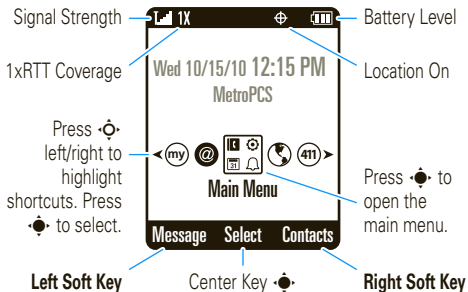 Signal Strength
1X
Battery Level
1xRTT Coverage
Location On
Wed 10/15/10 12:15 PM
MetroPCS
Press
left/right to
highlight
shortcuts. Press
to select.
my @ 31 411
Main Menu
Press to
open the
main menu.
Message Select Contacts
Left Soft Key
Center Key
Right Soft Key